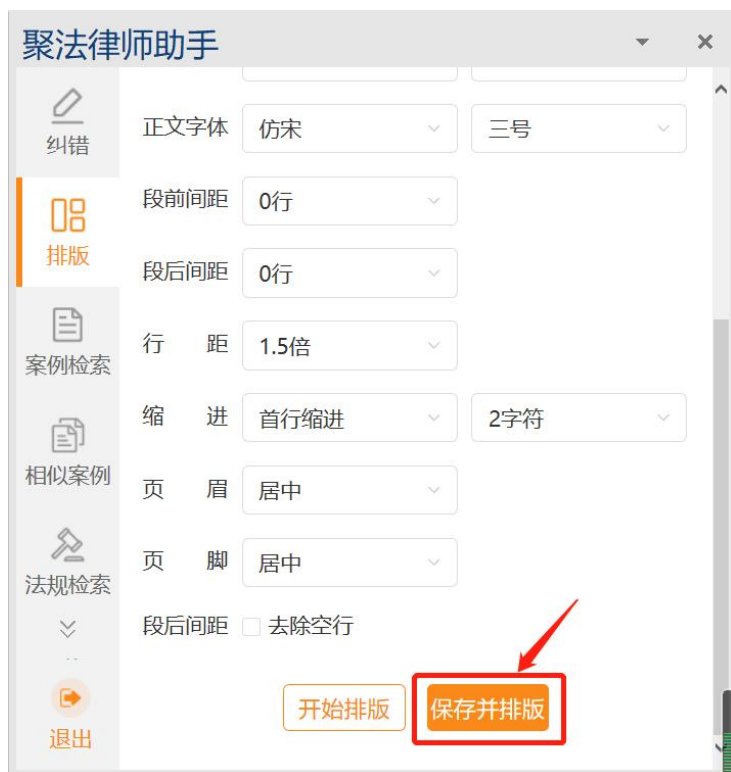 聚法律师助手
纠错
排版
案例检索
相似案例
法规检索
退出
正文字体 仿宋 三号
段前间距 0行
段后间距 0行
行 距 1.5倍
缩 进 首行缩进 2字符
页 眉 居中
页 脚 居中
段后间距 去除空行
开始排版 保存并排版